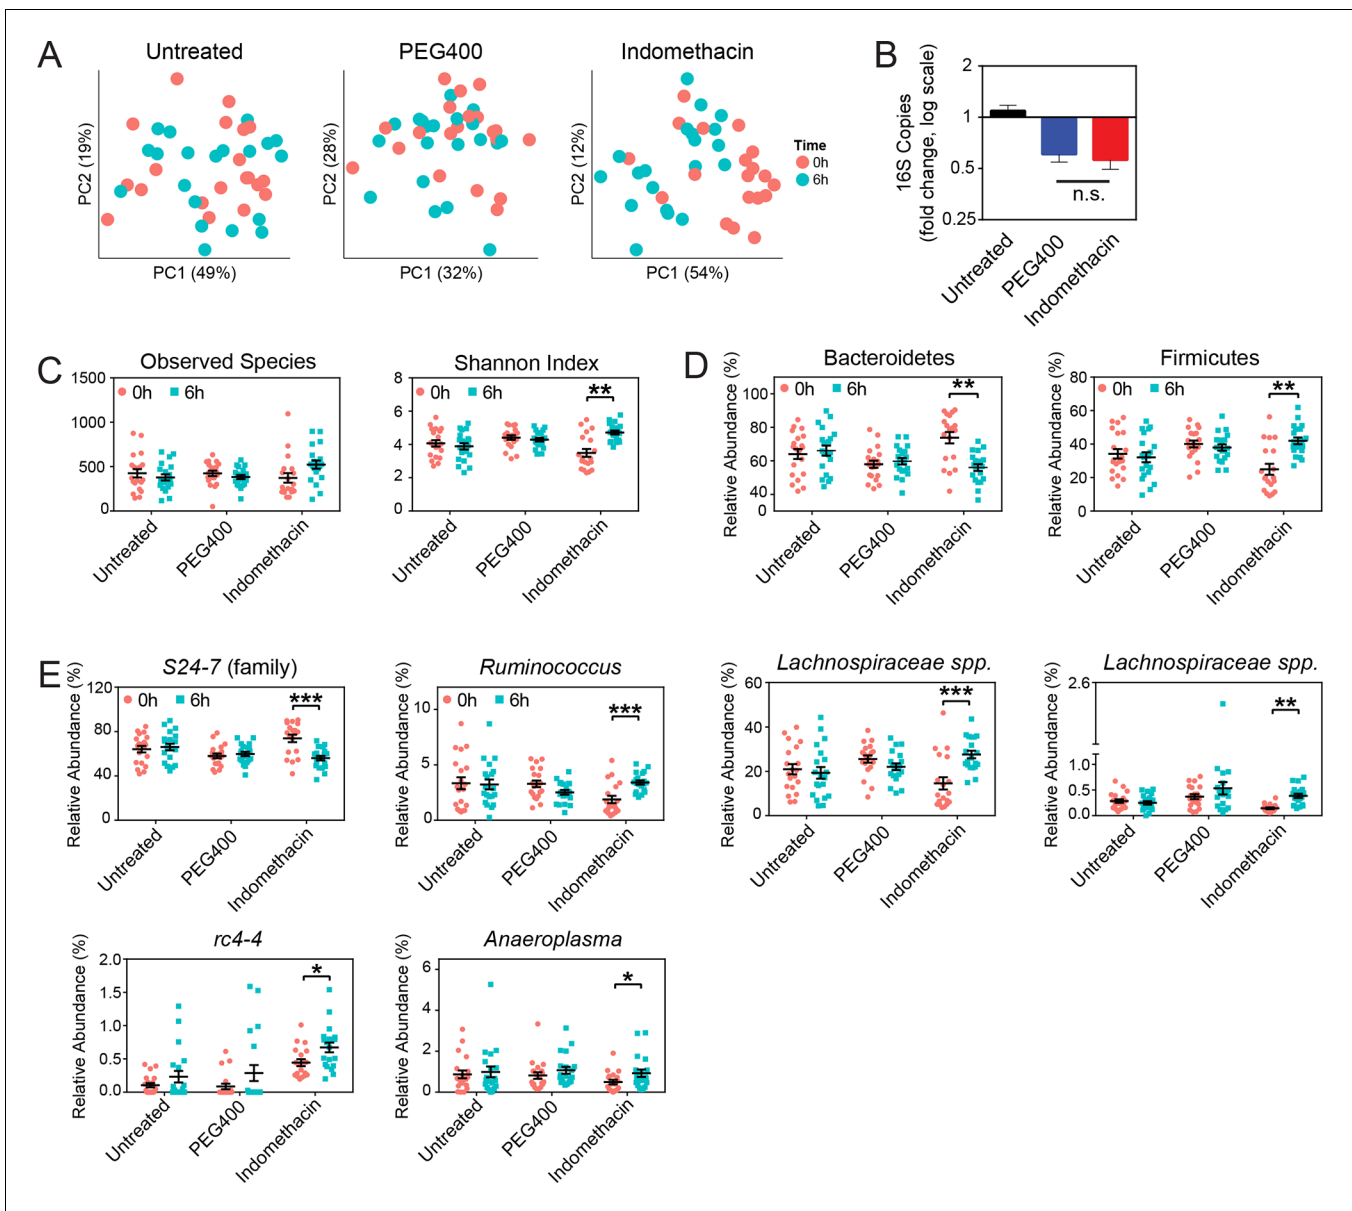 A
Untreated
PEG400
Indomethacin
PC2 (19%)
PC1 (49%)
PC2 (28%)
PC1 (32%)
PC2 (12%)
PC1 (54%)
Time
0h
6h
B
16S Copies
(fold change, log scale)
2
1
0.5
0.25
n.s.
Untreated
PEG400
Indomethacin
C
Observed Species
0h
6h
1500
1000
500
0
Untreated
PEG400
Indomethacin
Shannon Index
0h
6h
**
8
6
4
2
0
Untreated
PEG400
Indomethacin
D
Bacteroidetes
Relative Abundance (%)
0h
6h
**
100
80
60
40
0
Untreated
PEG400
Indomethacin
Firmicutes
Relative Abundance (%)
0h
6h
**
80
60
40
20
0
Untreated
PEG400
Indomethacin
E
S24-7 (family)
Relative Abundance (%)
0h
6h
***
120
80
40
0
Untreated
PEG400
Indomethacin
Ruminococcus
Relative Abundance (%)
0h
6h
***
10
5
0
Untreated
PEG400
Indomethacin
Lachnospiraceae spp.
Relative Abundance (%)
***
60
40
20
0
Untreated
PEG400
Indomethacin
Lachnospiraceae spp.
Relative Abundance (%)
**
2.6
1.0
0.5
0.0
Untreated
PEG400
Indomethacin
rc4-4
Relative Abundance (%)
*
2.0
1.5
1.0
0.5
0.0
Untreated
PEG400
Indomethacin
Anaeroplasma
Relative Abundance (%)
*
6
4
2
0
Untreated
PEG400
Indomethacin